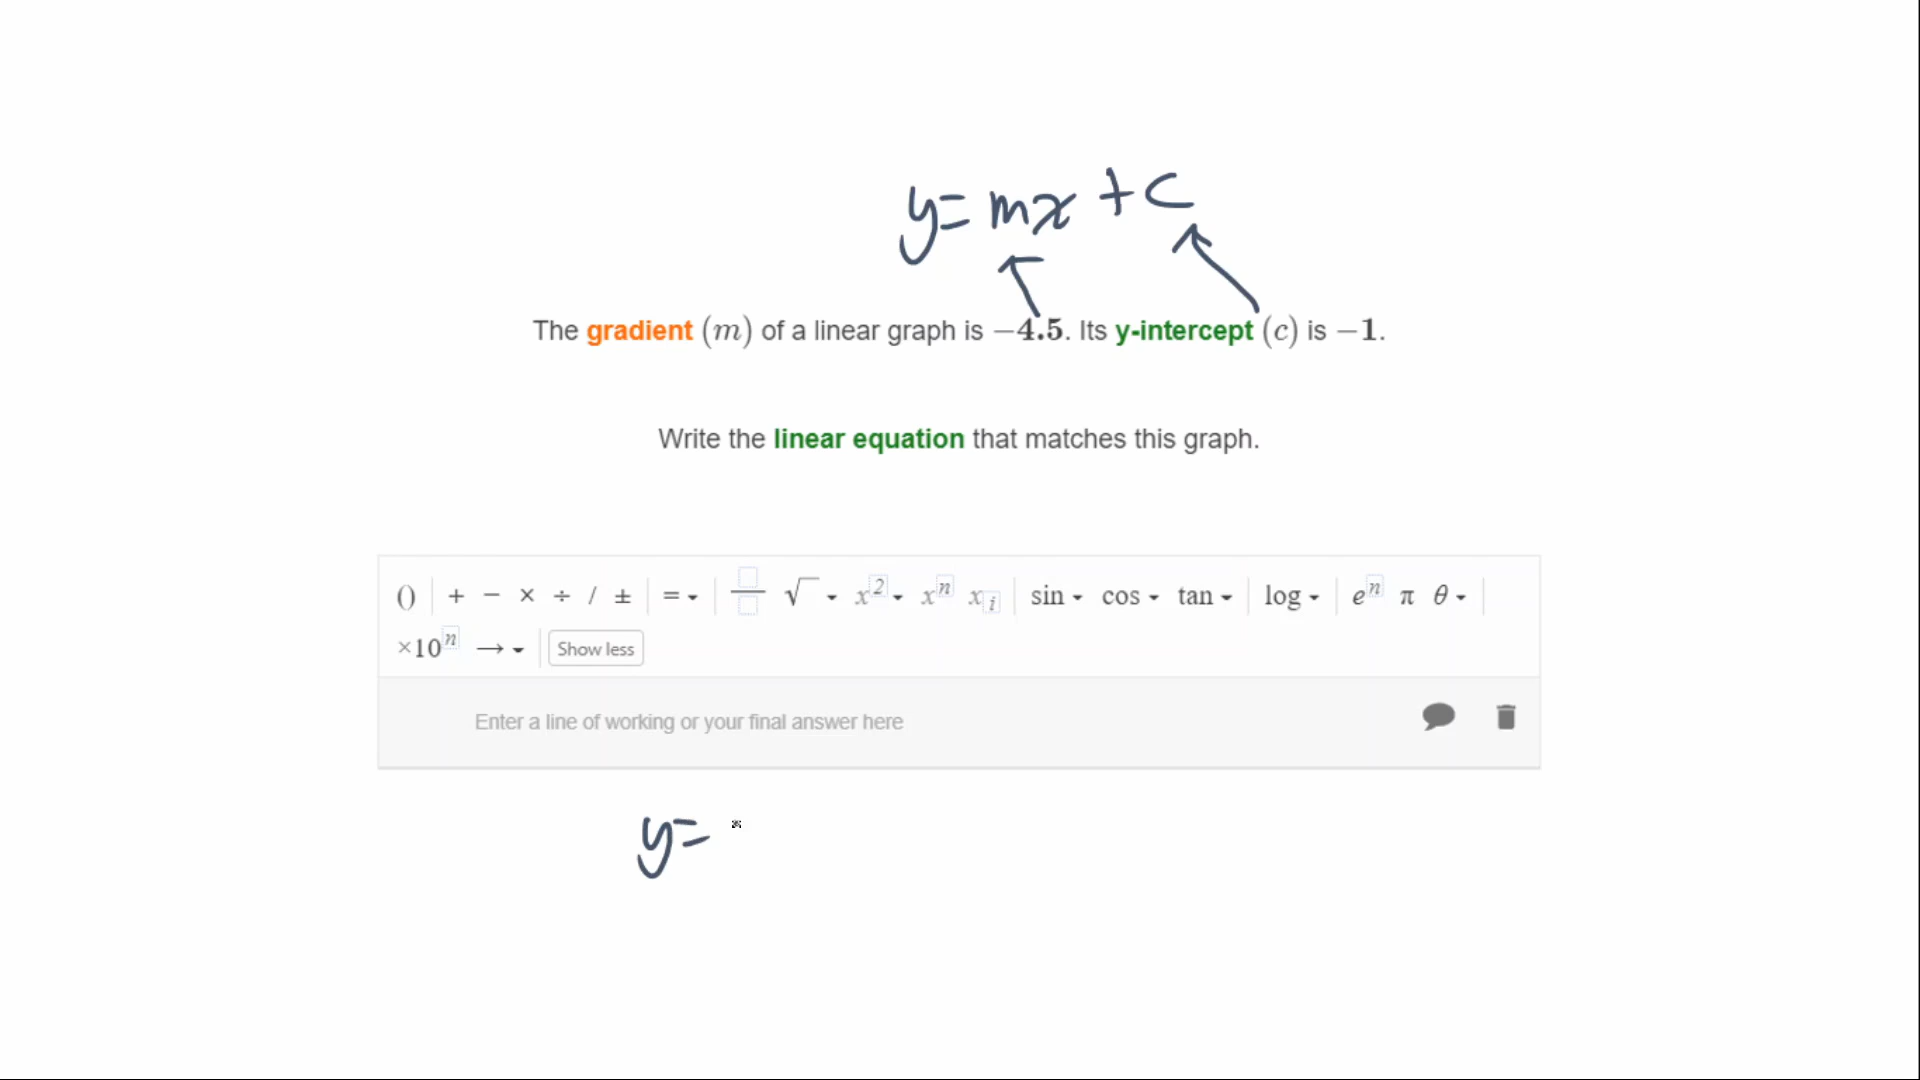 y = mx + c
The gradient (m) of a linear graph is −4.5. Its y-intercept (c) is −1.
Write the linear equation that matches this graph.
() + − × ÷ / ± = √ x² xⁿ xᵢ sin cos tan log eⁿ π θ
×10ⁿ → Show less
Enter a line of working or your final answer here
y =